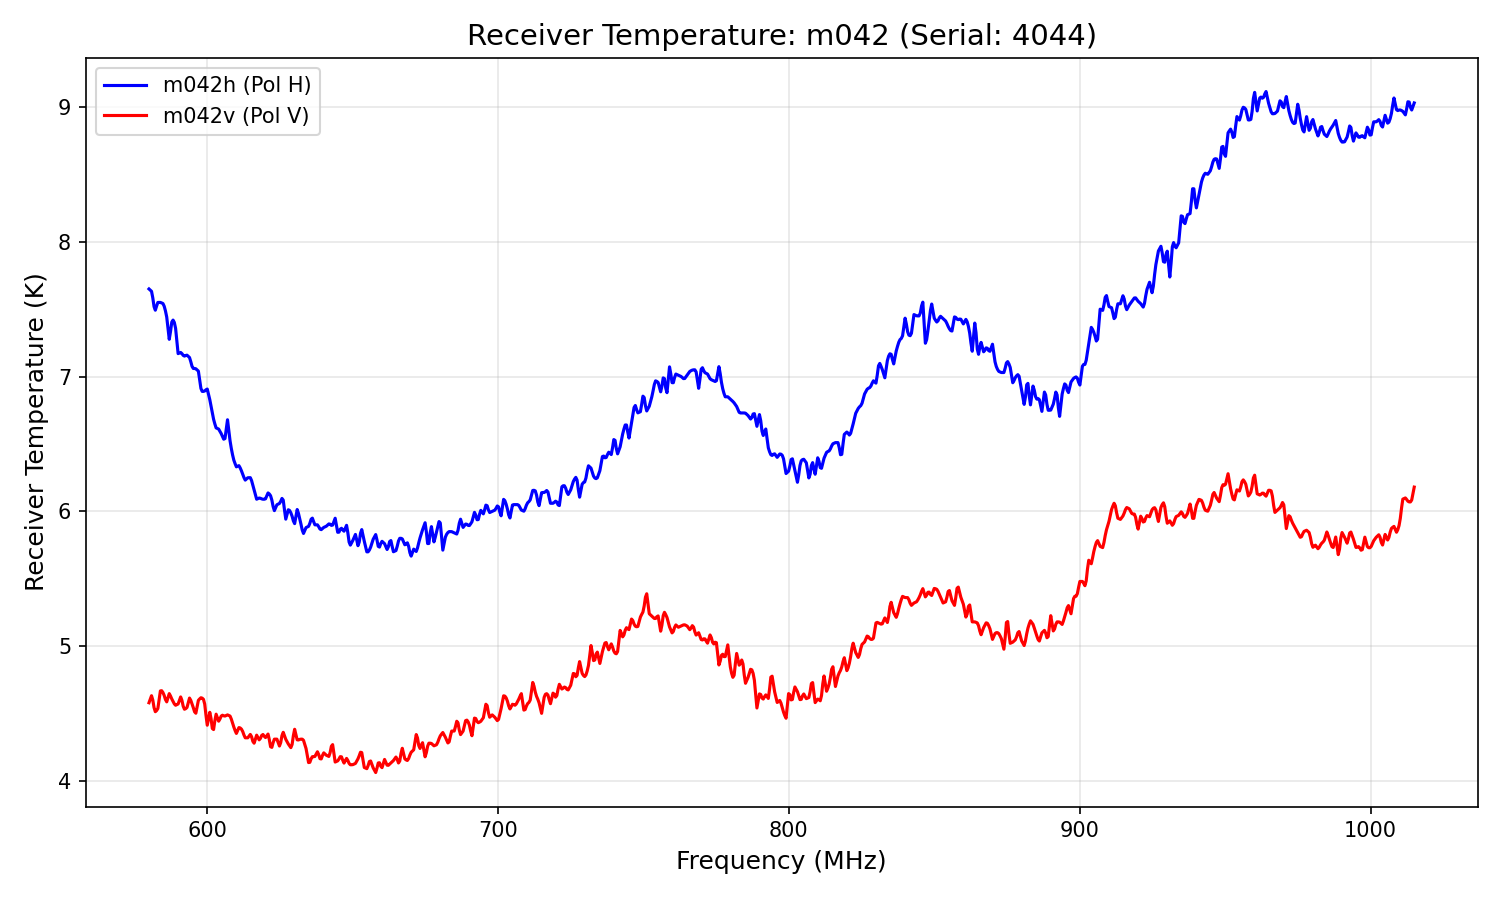 Receiver Temperature: m042 (Serial: 4044)
m042h (Pol H)
m042v (Pol V)
Receiver Temperature (K)
9
8
7
6
5
4
600 700 800 900 1000
Frequency (MHz)